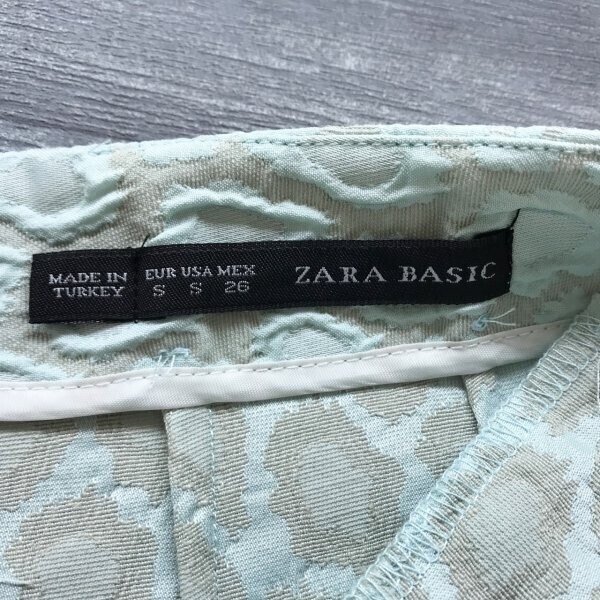 MADE IN
TURKEY
EUR USA MEX
S S 26
ZARA BASIC